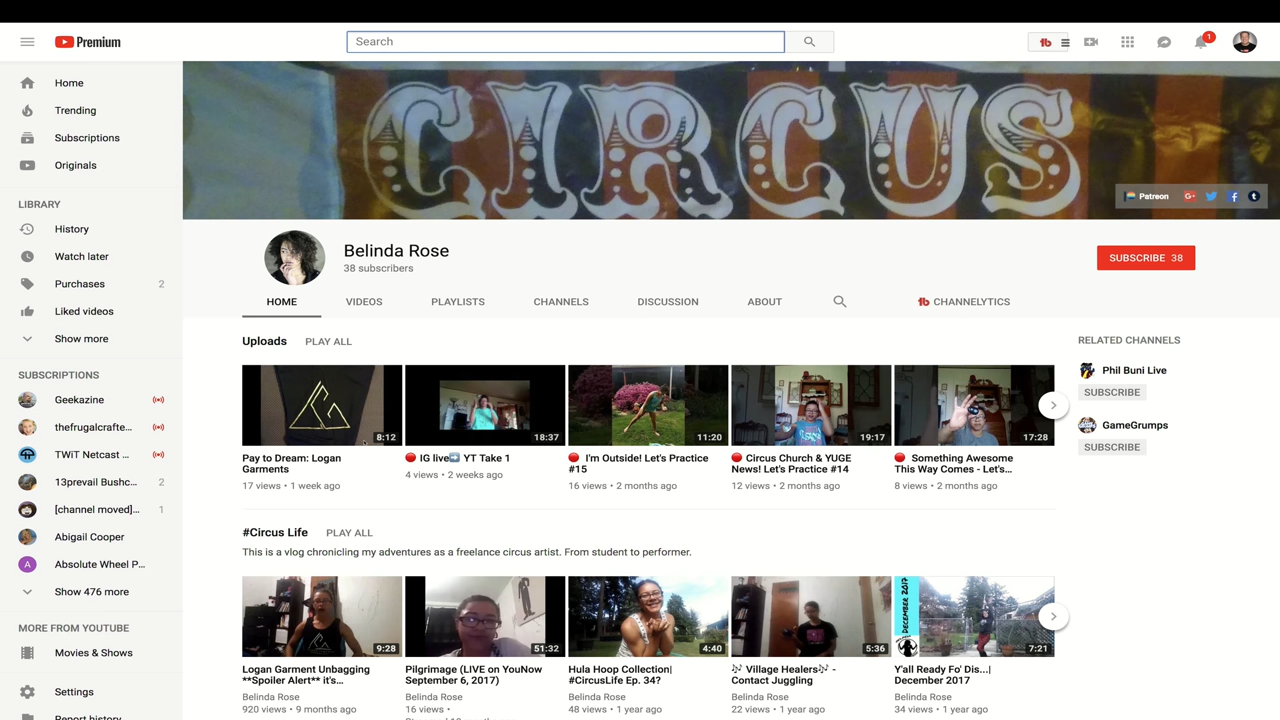 Premium
Search
1
CIRCUS
Patreon
Home
Trending
Subscriptions
Originals
LIBRARY
History
Watch later
Purchases 2
Liked videos
Show more
SUBSCRIPTIONS
Geekazine
thefrugalcrafte...
TWiT Netcast ...
13prevail Bushc... 2
[channel moved]... 1
Abigail Cooper
A Absolute Wheel P...
Show 476 more
MORE FROM YOUTUBE
Movies & Shows
Settings
Report history
Belinda Rose
38 subscribers
SUBSCRIBE 38
HOME VIDEOS PLAYLISTS CHANNELS DISCUSSION ABOUT CHANNELYTICS
Uploads PLAY ALL
8:12 18:37 11:20 19:17 17:28
Pay to Dream: Logan
Garments
17 views • 1 week ago
🔴 IG live➡️ YT Take 1
4 views • 2 weeks ago
🔴 I'm Outside! Let's Practice
#15
16 views • 2 months ago
🔴 Circus Church & YUGE
News! Let's Practice #14
12 views • 2 months ago
🔴 Something Awesome
This Way Comes - Let's...
8 views • 2 months ago
#Circus Life PLAY ALL
This is a vlog chronicling my adventures as a freelance circus artist. From student to performer.
DECEMBER 2017
9:28 51:32 4:40 5:36 7:21
Logan Garment Unbagging
**Spoiler Alert** it's...
Belinda Rose
920 views • 9 months ago
Pilgrimage (LIVE on YouNow
September 6, 2017)
Belinda Rose
16 views •
Hula Hoop Collection|
#CircusLife Ep. 34?
Belinda Rose
48 views • 1 year ago
🎶 Village Healers🎶 -
Contact Juggling
Belinda Rose
22 views • 1 year ago
Y'all Ready Fo' Dis...|
December 2017
Belinda Rose
34 views • 1 year ago
RELATED CHANNELS
Phil Buni Live
SUBSCRIBE
GameGrumps
SUBSCRIBE